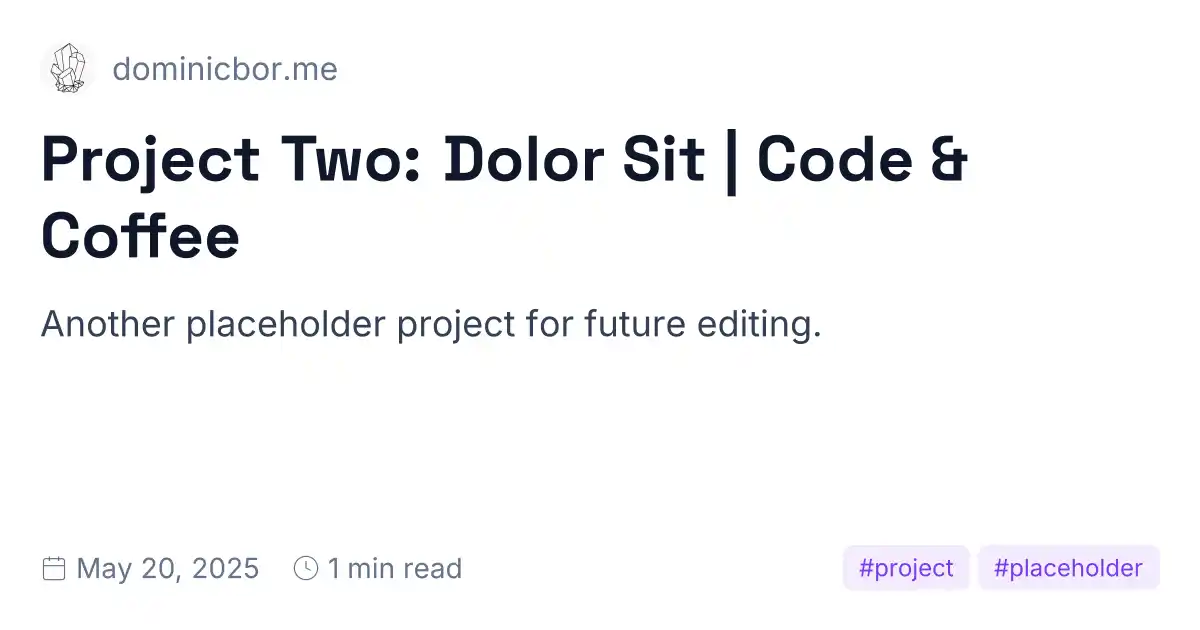 dominicbor.me
Project Two: Dolor Sit | Code &
Coffee
Another placeholder project for future editing.
May 20, 2025 1 min read #project #placeholder